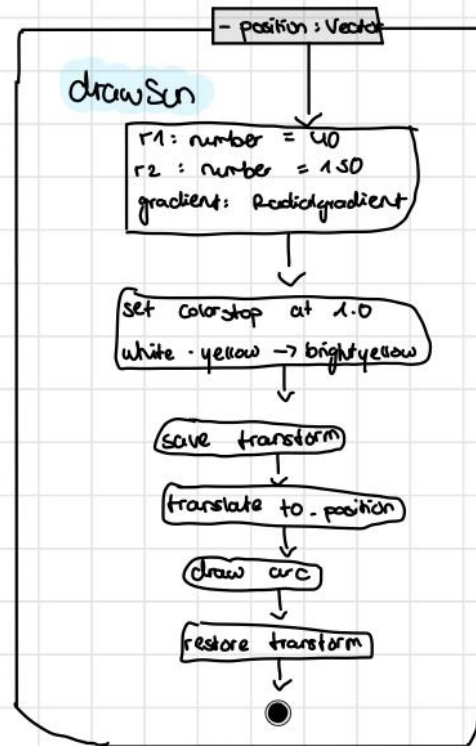 - position : Vector
drawSun
r1 : number = 40
r2 : number = 150
gradient: Radialgradient
set colorstop at 1.0
white - yellow -> brightyellow
save transform
translate to _position
draw arc
restore transform